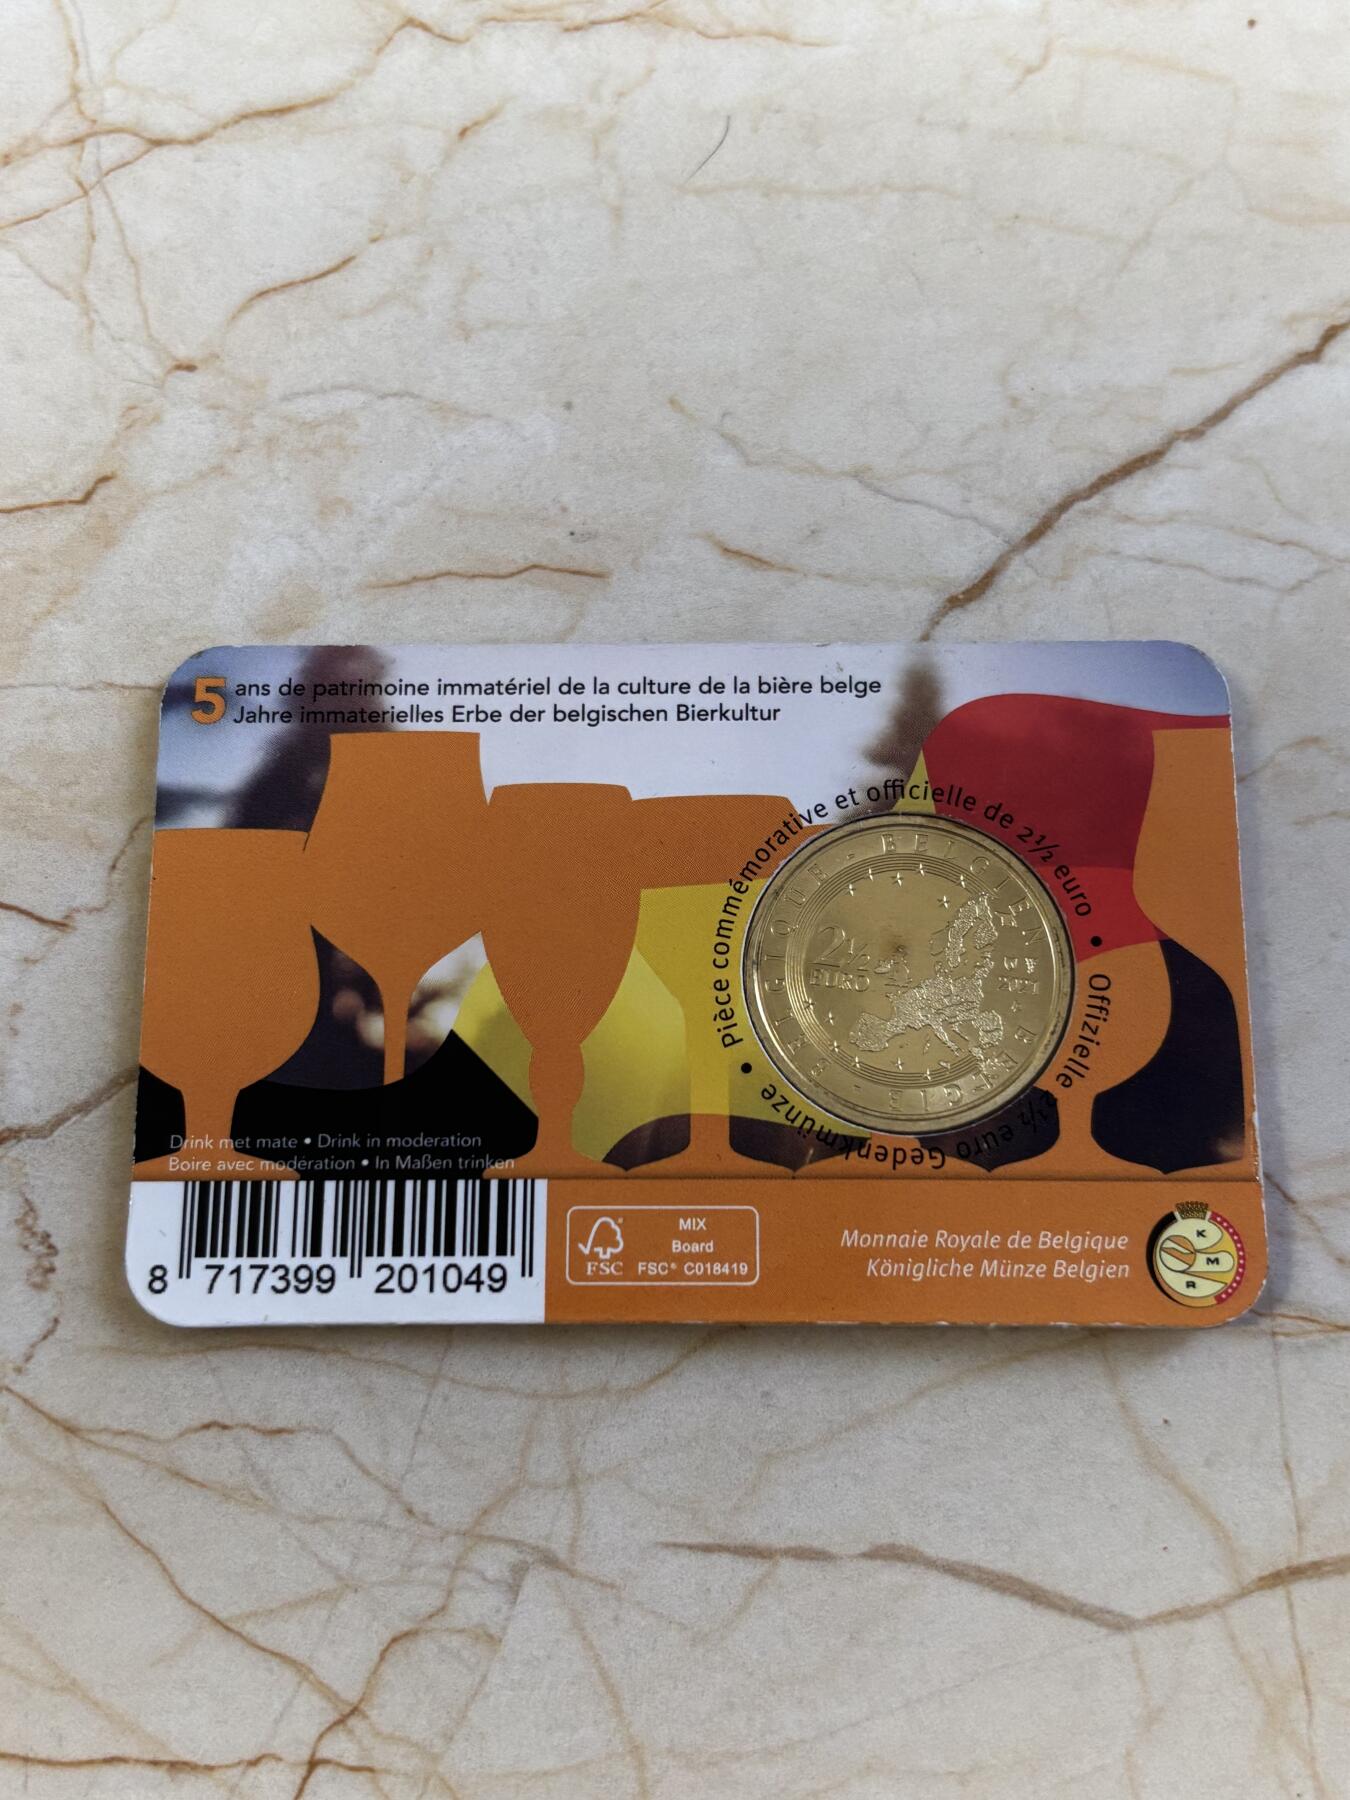 5 ans de patrimoine immatériel de la culture de la bière belge
Jahre immaterielles Erbe der belgischen Bierkultur
Pièce commémorative et officielle de 2½ euro • Offizielle 2½ euro Gedenkmünze •
BELGIQUE - BELGIEN - BELGIE -
2½
EURO
2021
Drink met mate • Drink in moderation
Boire avec modération • In Maßen trinken
8 717399 201049
FSC
MIX
Board
FSC® C018419
Monnaie Royale de Belgique
Königliche Münze Belgien
K
M
R